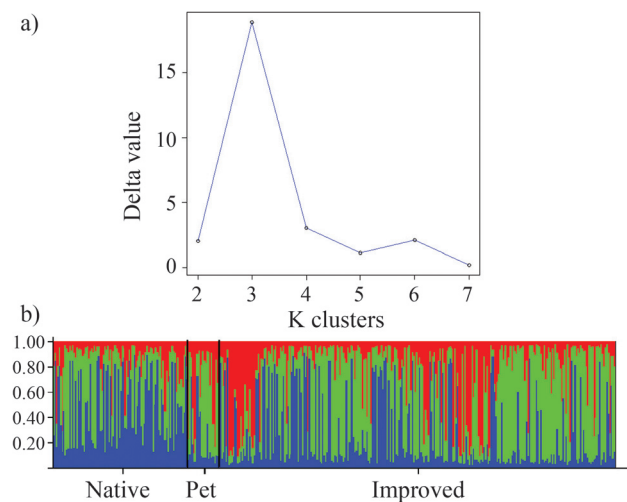 a)
Delta value
15
10
5
0
2 3 4 5 6 7
K clusters
b)
1.00
0.80
0.60
0.40
0.20
Native Pet Improved